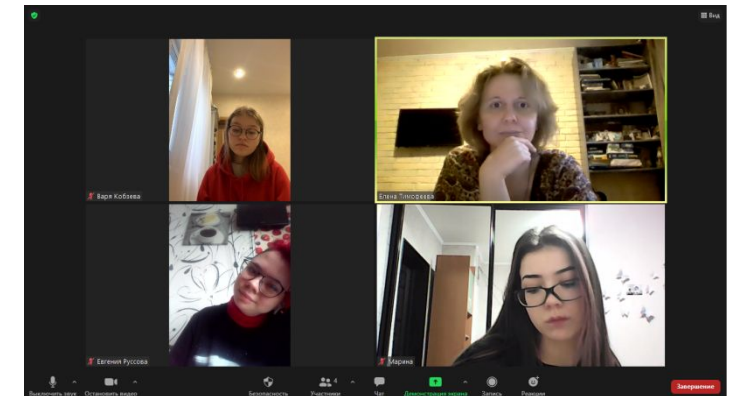 Вид
Варя Кобзева
Елена Тимофеева
Евгения Руссова
Марина
Выключить звук
Остановить видео
Безопасность
4
Участники
Чат
Демонстрация экрана
Запись
Реакции
Завершение